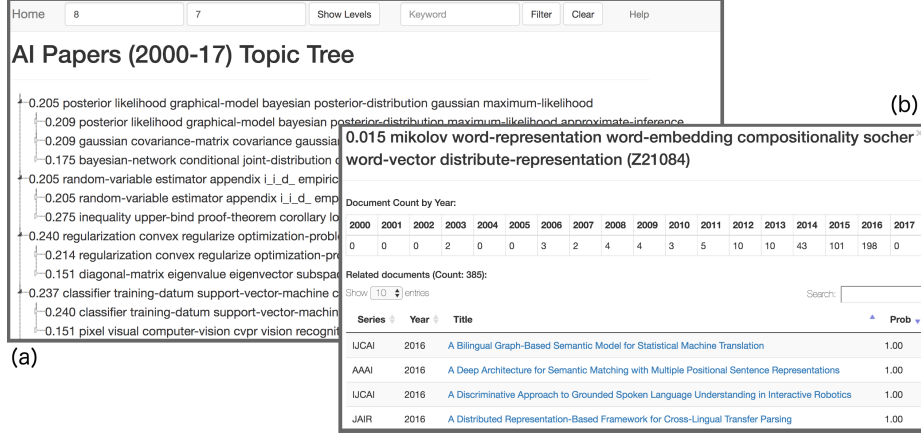 Home 8 7 Show Levels Keyword Filter Clear Help
AI Papers (2000-17) Topic Tree
0.205 posterior likelihood graphical-model bayesian posterior-distribution gaussian maximum-likelihood
0.209 posterior likelihood graphical-model bayesian posterior-distribution maximum-likelihood approximate-inference
0.209 gaussian covariance-matrix covariance gaussia
0.175 bayesian-network conditional joint-distribution
0.205 random-variable estimator appendix i_i_d_ empiric
0.205 random-variable estimator appendix i_i_d_ emp
0.275 inequality upper-bind proof-theorem corollary lo
0.240 regularization convex regularize optimization-probl
0.214 regularization convex regularize optimization-pr
0.151 diagonal-matrix eigenvalue eigenvector subspa
0.237 classifier training-datum support-vector-machine c
0.240 classifier training-datum support-vector-machin
0.151 pixel visual computer-vision cvpr vision recognit
(a)
(b)
0.015 mikolov word-representation word-embedding compositionality socher
word-vector distribute-representation (Z21084)
Document Count by Year:
2000 2001 2002 2003 2004 2005 2006 2007 2008 2009 2010 2011 2012 2013 2014 2015 2016 2017
0 0 0 2 0 0 3 2 4 4 3 5 10 10 43 101 198 0
Related documents (Count: 385):
Show 10 entries Search:
Series Year Title Prob
IJCAI 2016 A Bilingual Graph-Based Semantic Model for Statistical Machine Translation 1.00
AAAI 2016 A Deep Architecture for Semantic Matching with Multiple Positional Sentence Representations 1.00
IJCAI 2016 A Discriminative Approach to Grounded Spoken Language Understanding in Interactive Robotics 1.00
JAIR 2016 A Distributed Representation-Based Framework for Cross-Lingual Transfer Parsing 1.00